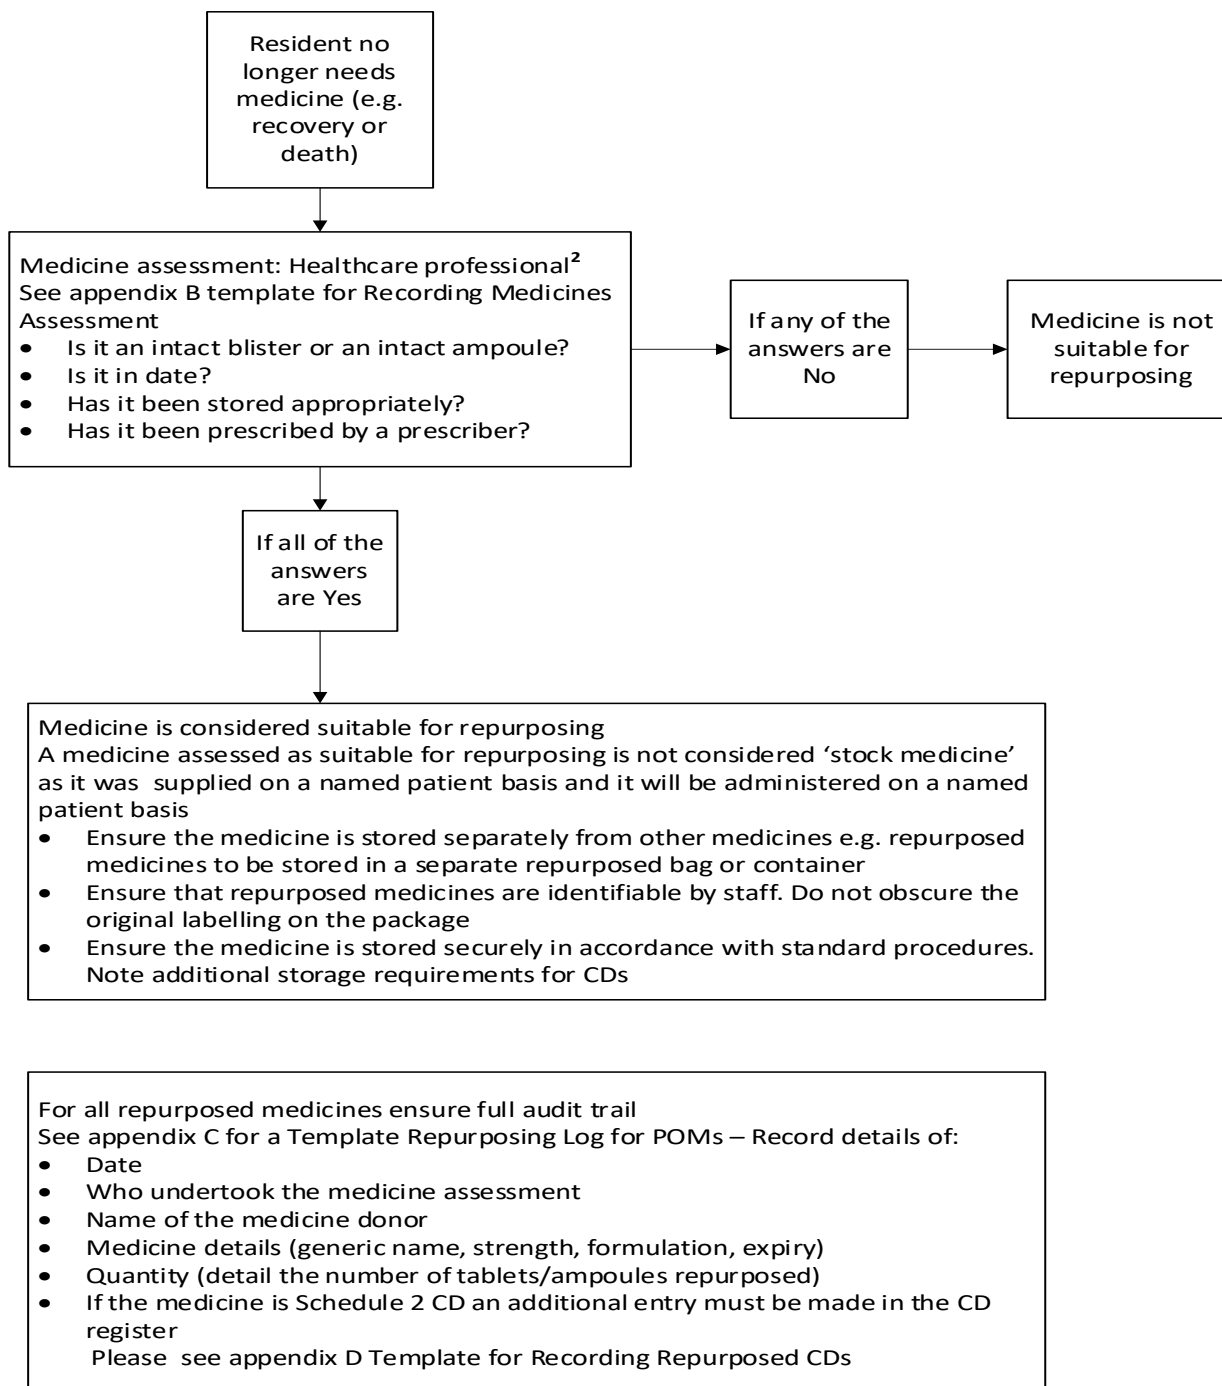 Resident no
longer needs
medicine (e.g.
recovery or
death)
Medicine assessment: Healthcare professional²
See appendix B template for Recording Medicines
Assessment
• Is it an intact blister or an intact ampoule?
• Is it in date?
• Has it been stored appropriately?
• Has it been prescribed by a prescriber?
If any of the
answers are
No
Medicine is not
suitable for
repurposing
If all of the
answers
are Yes
Medicine is considered suitable for repurposing
A medicine assessed as suitable for repurposing is not considered ‘stock medicine’
as it was supplied on a named patient basis and it will be administered on a named
patient basis
• Ensure the medicine is stored separately from other medicines e.g. repurposed
medicines to be stored in a separate repurposed bag or container
• Ensure that repurposed medicines are identifiable by staff. Do not obscure the
original labelling on the package
• Ensure the medicine is stored securely in accordance with standard procedures.
Note additional storage requirements for CDs
For all repurposed medicines ensure full audit trail
See appendix C for a Template Repurposing Log for POMs – Record details of:
• Date
• Who undertook the medicine assessment
• Name of the medicine donor
• Medicine details (generic name, strength, formulation, expiry)
• Quantity (detail the number of tablets/ampoules repurposed)
• If the medicine is Schedule 2 CD an additional entry must be made in the CD
register
Please see appendix D Template for Recording Repurposed CDs